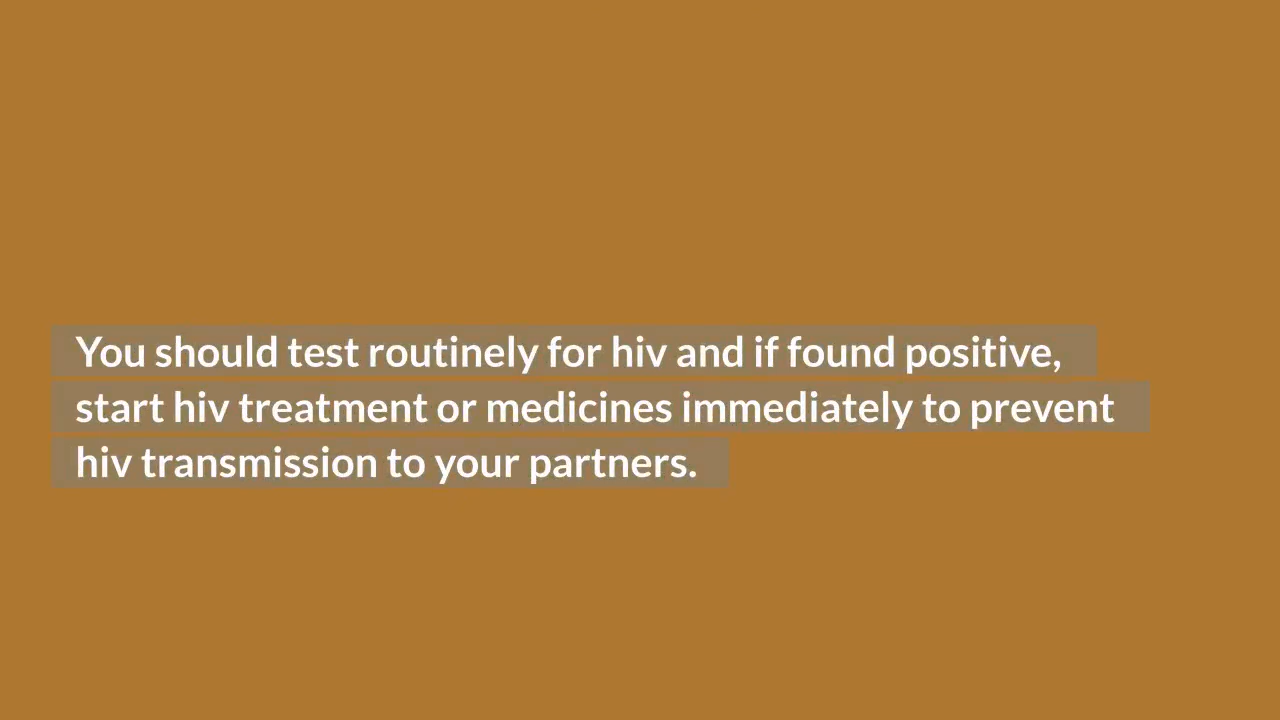 You should test routinely for hiv and if found positive,
start hiv treatment or medicines immediately to prevent
hiv transmission to your partners.